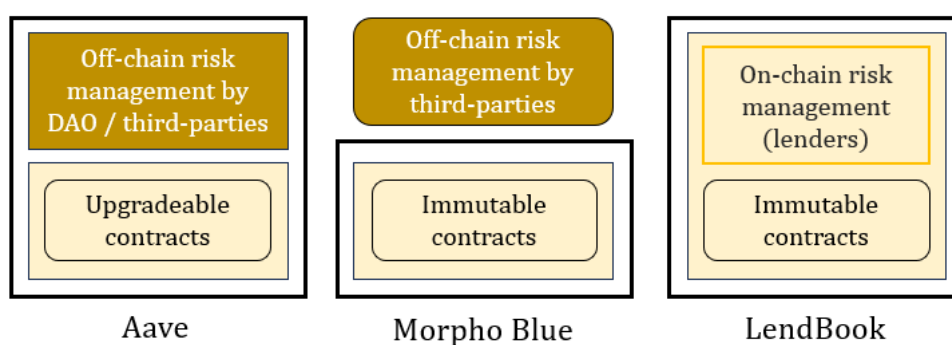 Off-chain risk
management by
DAO / third-parties
Upgradeable
contracts
Aave
Off-chain risk
management by
third-parties
Immutable
contracts
Morpho Blue
On-chain risk
management
(lenders)
Immutable
contracts
LendBook